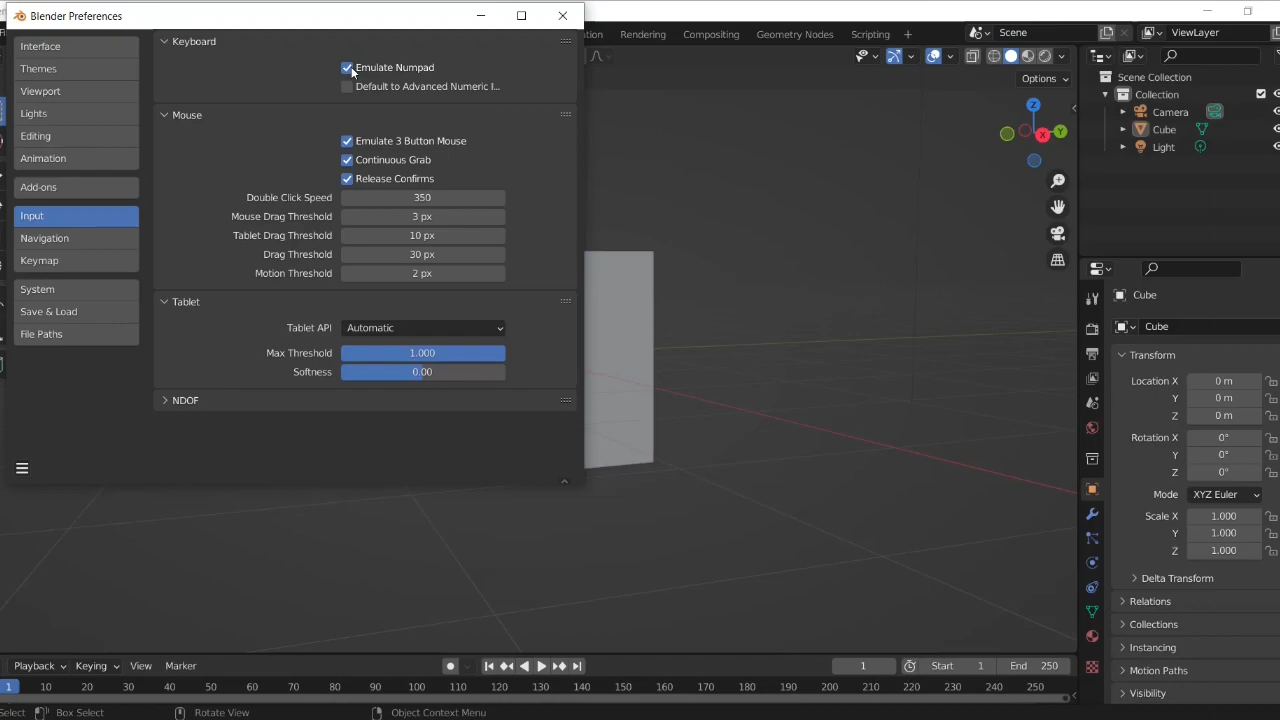 Blender Preferences
Interface
Themes
Viewport
Lights
Editing
Animation
Add-ons
Input
Navigation
Keymap
System
Save & Load
File Paths
Keyboard
Emulate Numpad
Default to Advanced Numeric I...
Mouse
Emulate 3 Button Mouse
Continuous Grab
Release Confirms
Double Click Speed 350
Mouse Drag Threshold 3 px
Tablet Drag Threshold 10 px
Drag Threshold 30 px
Motion Threshold 2 px
Tablet
Tablet API Automatic
Max Threshold 1.000
Softness 0.00
NDOF
Rendering Compositing Geometry Nodes Scripting +
Scene ViewLayer
Options
Z
Y
X
Scene Collection
Collection
Camera
Cube
Light
Cube
Cube
Transform
Location X 0 m
Y 0 m
Z 0 m
Rotation X 0°
Y 0°
Z 0°
Mode XYZ Euler
Scale X 1.000
Y 1.000
Z 1.000
Delta Transform
Relations
Collections
Instancing
Motion Paths
Visibility
Playback Keying View Marker 1 Start 1 End 250
1 10 20 30 40 50 60 70 80 90 100 110 120 130 140 150 160 170 180 190 200 210 220 230 240 250
Select Box Select Rotate View Object Context Menu